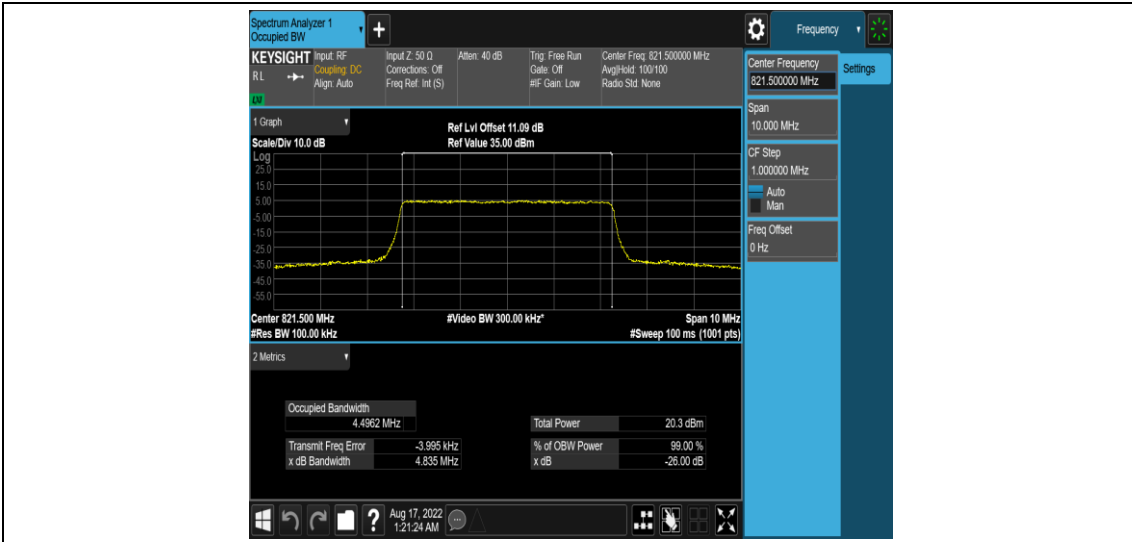 Spectrum Analyzer 1
Occupied BW
+
Frequency
KEYSIGHT
RL
LXI
Input: RF
Coupling: DC
Align: Auto
Input Z: 50 Ω
Corrections: Off
Freq Ref: Int (S)
Atten: 40 dB
Trig: Free Run
Gate: Off
#IF Gain: Low
Center Freq: 821.500000 MHz
Avg|Hold: 100/100
Radio Std: None
Center Frequency
821.500000 MHz
Settings
Span
10.000 MHz
CF Step
1.000000 MHz
Auto
Man
Freq Offset
0 Hz
1 Graph
Scale/Div 10.0 dB
Ref Lvl Offset 11.09 dB
Ref Value 35.00 dBm
Log
25.0
15.0
5.00
-5.00
-15.0
-25.0
-35.0
-45.0
-55.0
Center 821.500 MHz
#Video BW 300.00 kHz*
Span 10 MHz
#Res BW 100.00 kHz
#Sweep 100 ms (1001 pts)
2 Metrics
Occupied Bandwidth
4.4962 MHz
Total Power 20.3 dBm
Transmit Freq Error -3.995 kHz
% of OBW Power 99.00 %
x dB Bandwidth 4.835 MHz
x dB -26.00 dB
?
Aug 17, 2022
1:21:24 AM